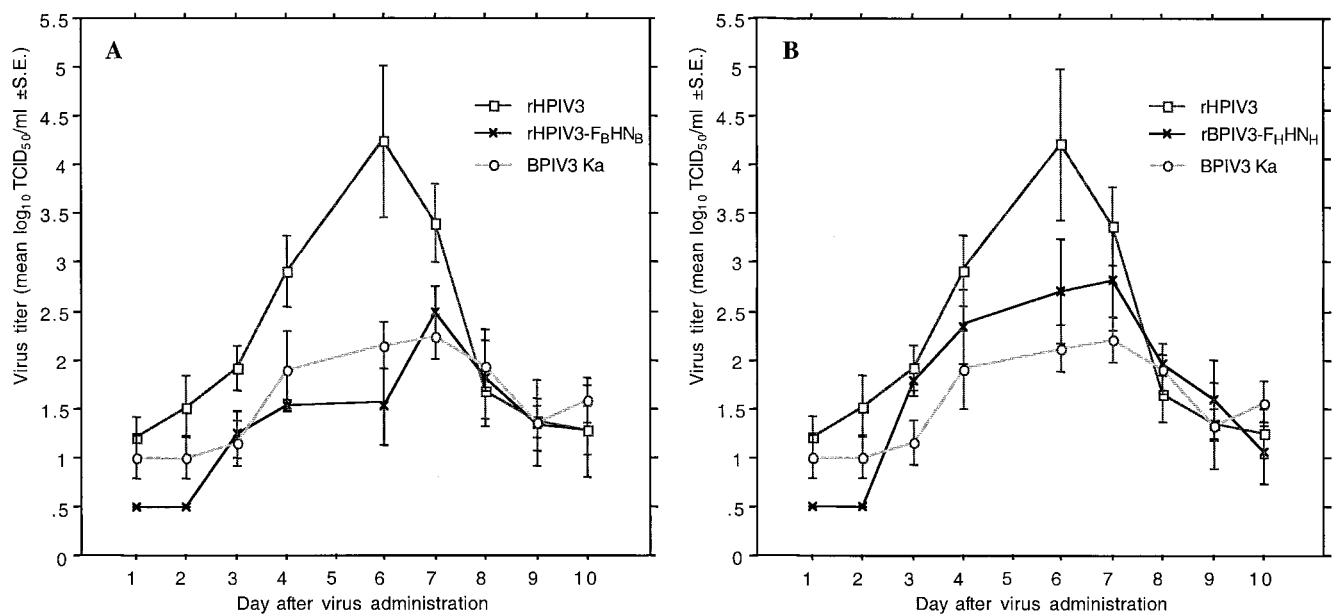 A
Virus titer (mean log₁₀ TCID₅₀/ml ±S.E.)
5.5
5
4.5
4
3.5
3
2.5
2
1.5
1
.5
0
rHPIV3
rHPIV3-F_BHN_B
BPIV3 Ka
1 2 3 4 5 6 7 8 9 10
Day after virus administration
B
Virus titer (mean log₁₀ TCID₅₀/ml ±S.E.)
5.5
5
4.5
4
3.5
3
2.5
2
1.5
1
.5
0
rHPIV3
rBPIV3-F_HHN_H
BPIV3 Ka
1 2 3 4 5 6 7 8 9 10
Day after virus administration